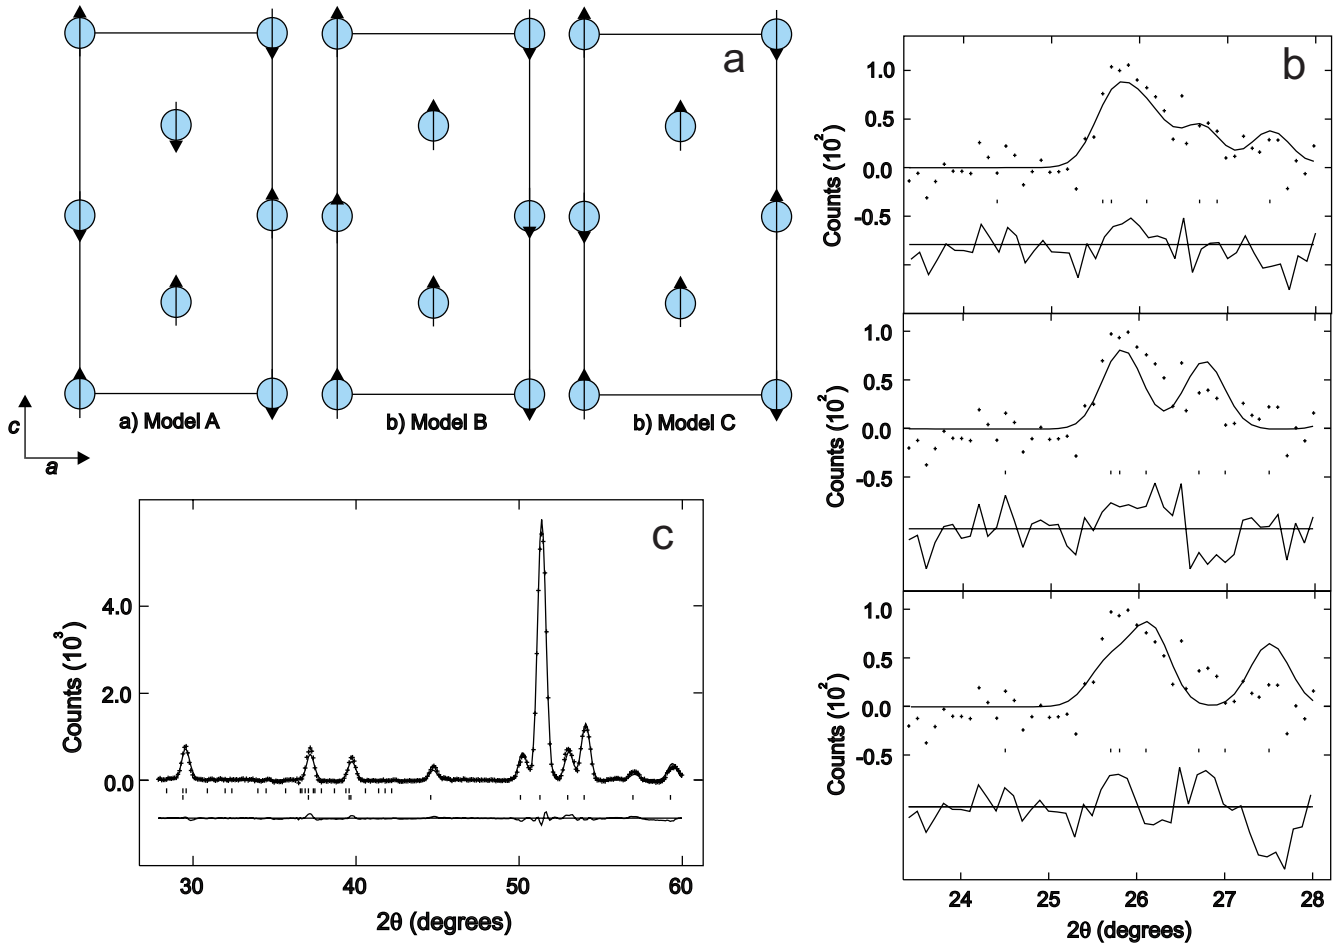 a
a) Model A
b) Model B
b) Model C
c
a
b
1.0
0.5
0.0
-0.5
Counts (10²)
1.0
0.5
0.0
-0.5
Counts (10²)
1.0
0.5
0.0
-0.5
Counts (10²)
24 25 26 27 28
2θ (degrees)
c
4.0
2.0
0.0
Counts (10³)
30 40 50 60
2θ (degrees)